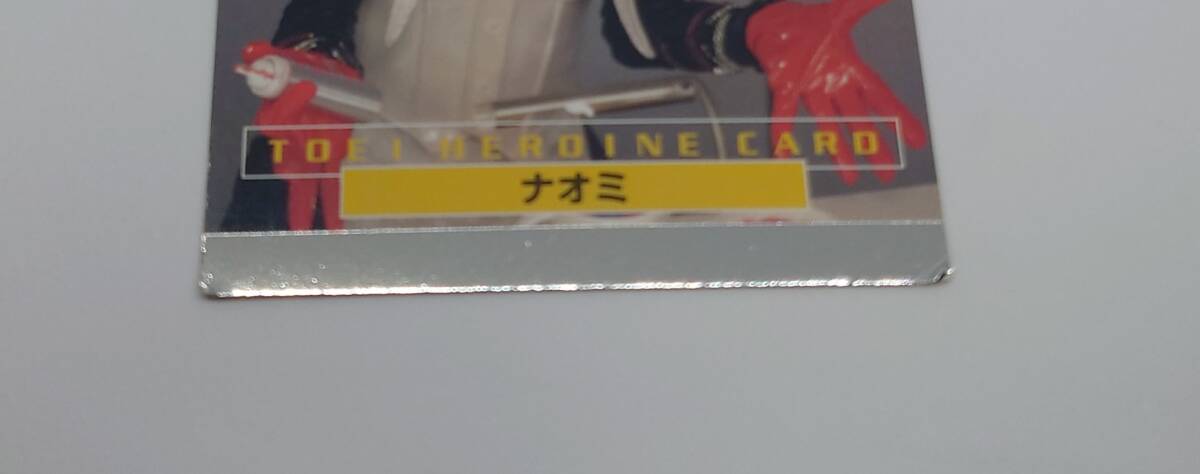 TOEI HEROINE CARD
ナオミ